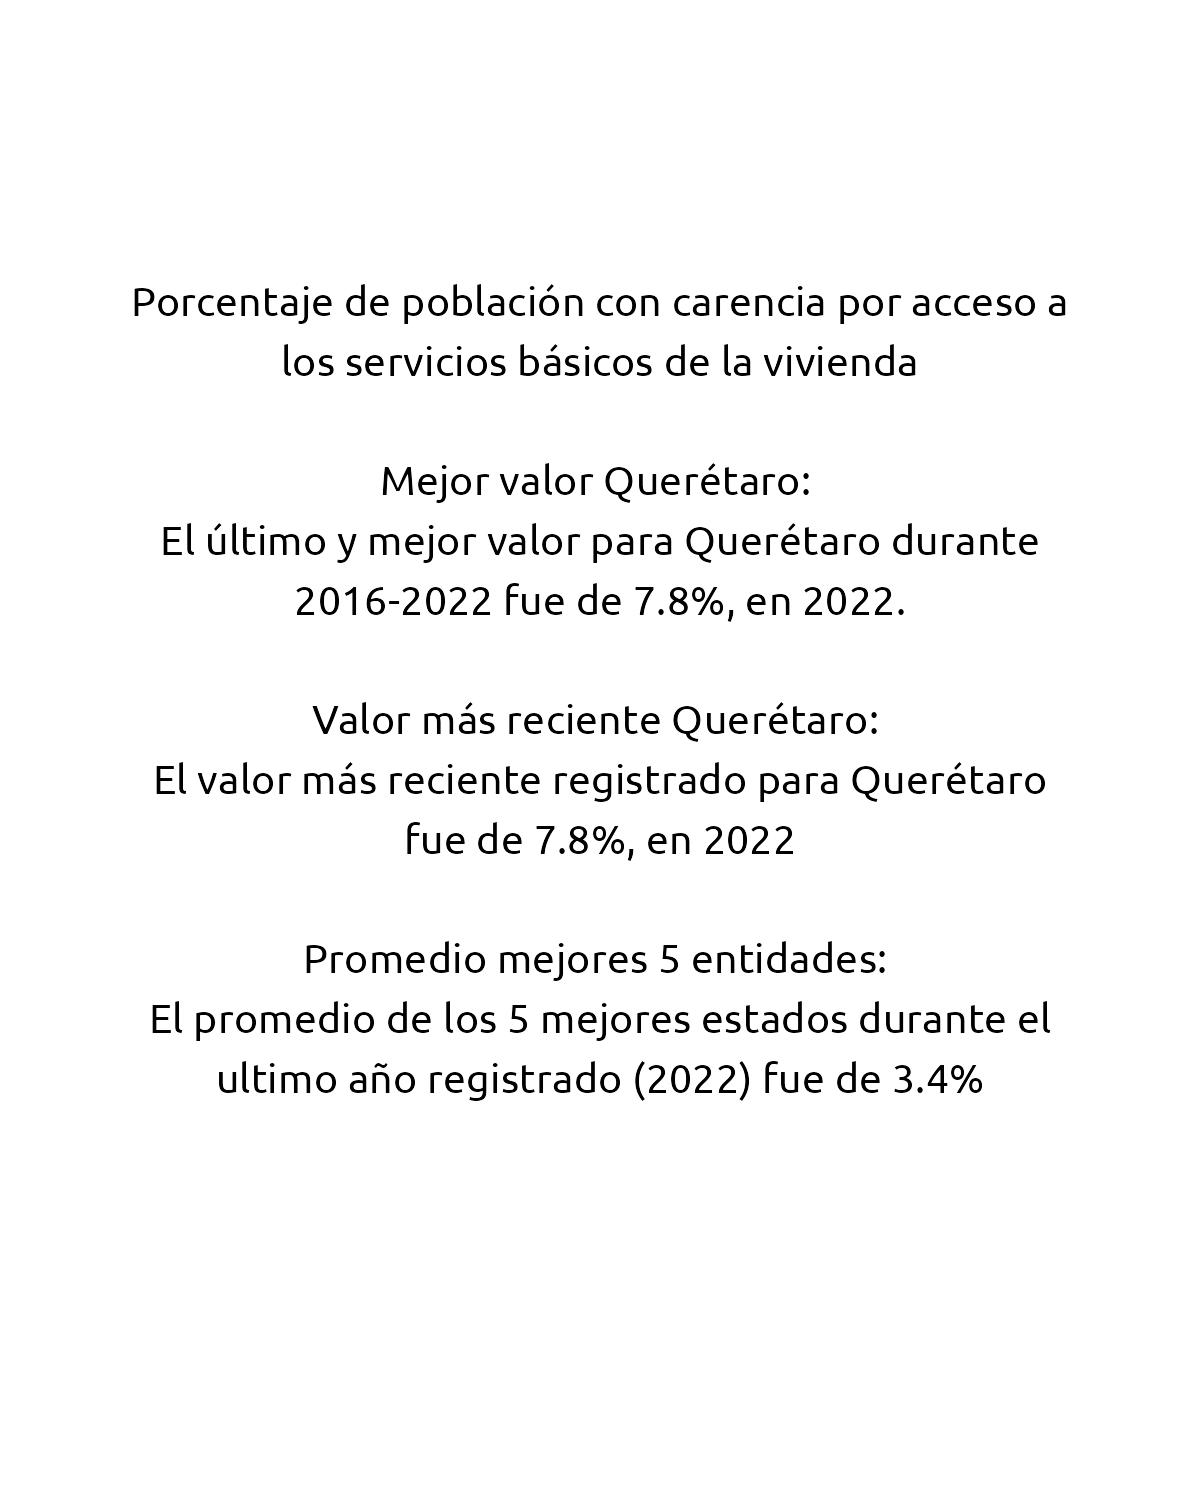 Porcentaje de población con carencia por acceso a
los servicios básicos de la vivienda
Mejor valor Querétaro:
El último y mejor valor para Querétaro durante
2016-2022 fue de 7.8%, en 2022.
Valor más reciente Querétaro:
El valor más reciente registrado para Querétaro
fue de 7.8%, en 2022
Promedio mejores 5 entidades:
El promedio de los 5 mejores estados durante el
ultimo año registrado (2022) fue de 3.4%